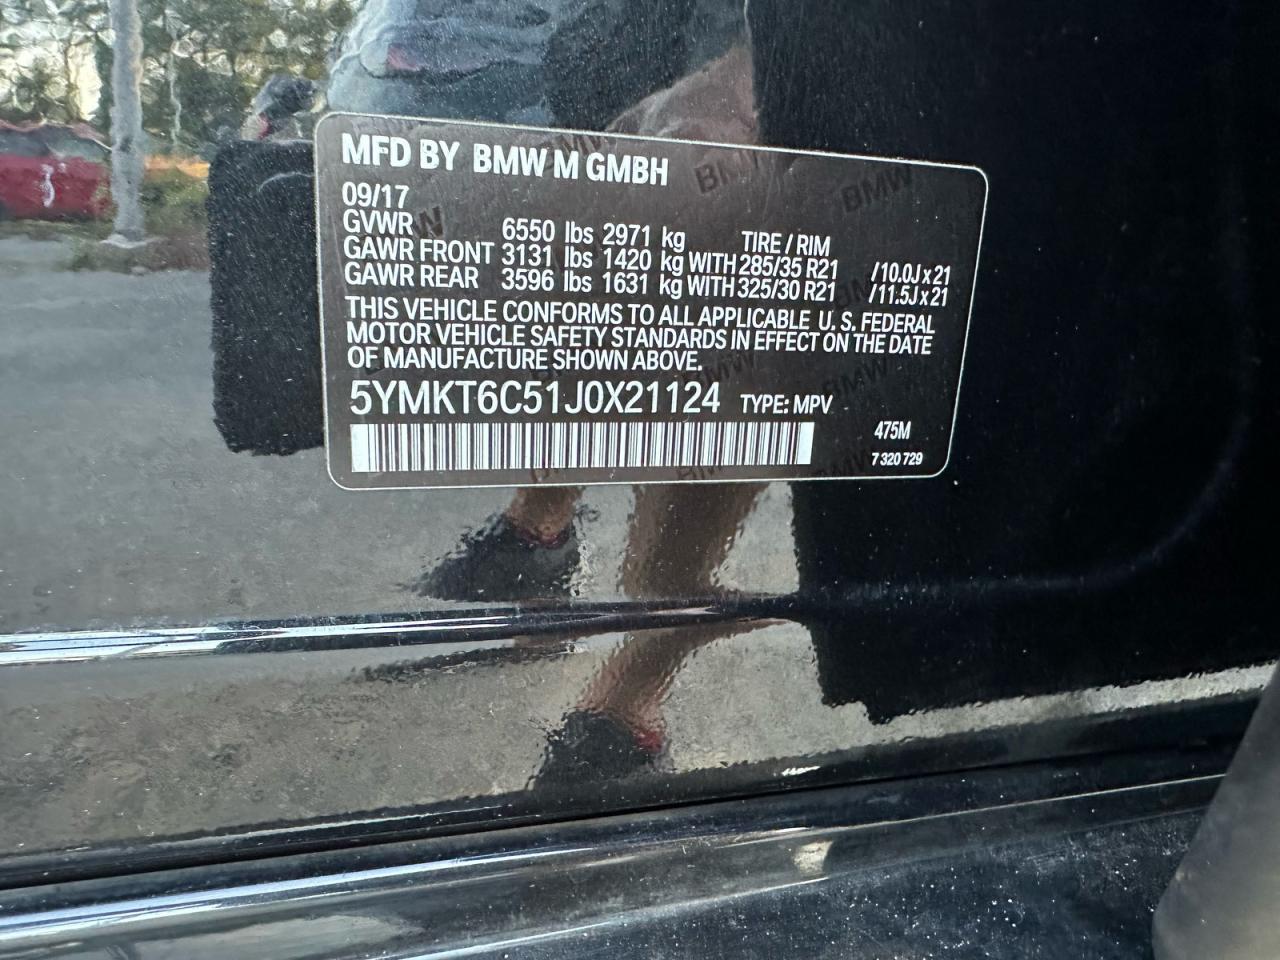 MFD BY BMW M GMBH
09/17
GVWR 6550 lbs 2971 kg TIRE / RIM
GAWR FRONT 3131 lbs 1420 kg WITH 285/35 R21 /10.0J x 21
GAWR REAR 3596 lbs 1631 kg WITH 325/30 R21 /11.5J x 21
THIS VEHICLE CONFORMS TO ALL APPLICABLE U. S. FEDERAL
MOTOR VEHICLE SAFETY STANDARDS IN EFFECT ON THE DATE
OF MANUFACTURE SHOWN ABOVE.
5YMKT6C51J0X21124 TYPE: MPV
475M
7 320 729